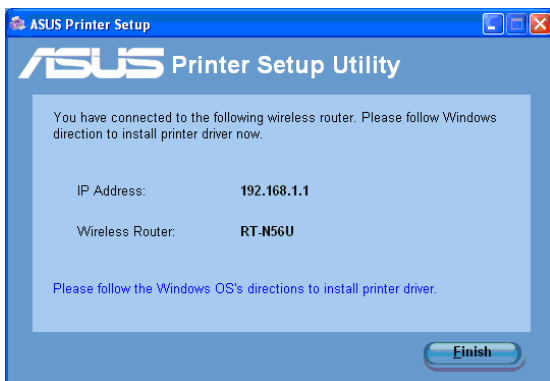 ASUS Printer Setup
ASUS Printer Setup Utility
You have connected to the following wireless router. Please follow Windows
direction to install printer driver now.
IP Address: 192.168.1.1
Wireless Router: RT-N56U
Please follow the Windows OS's directions to install printer driver.
Finish